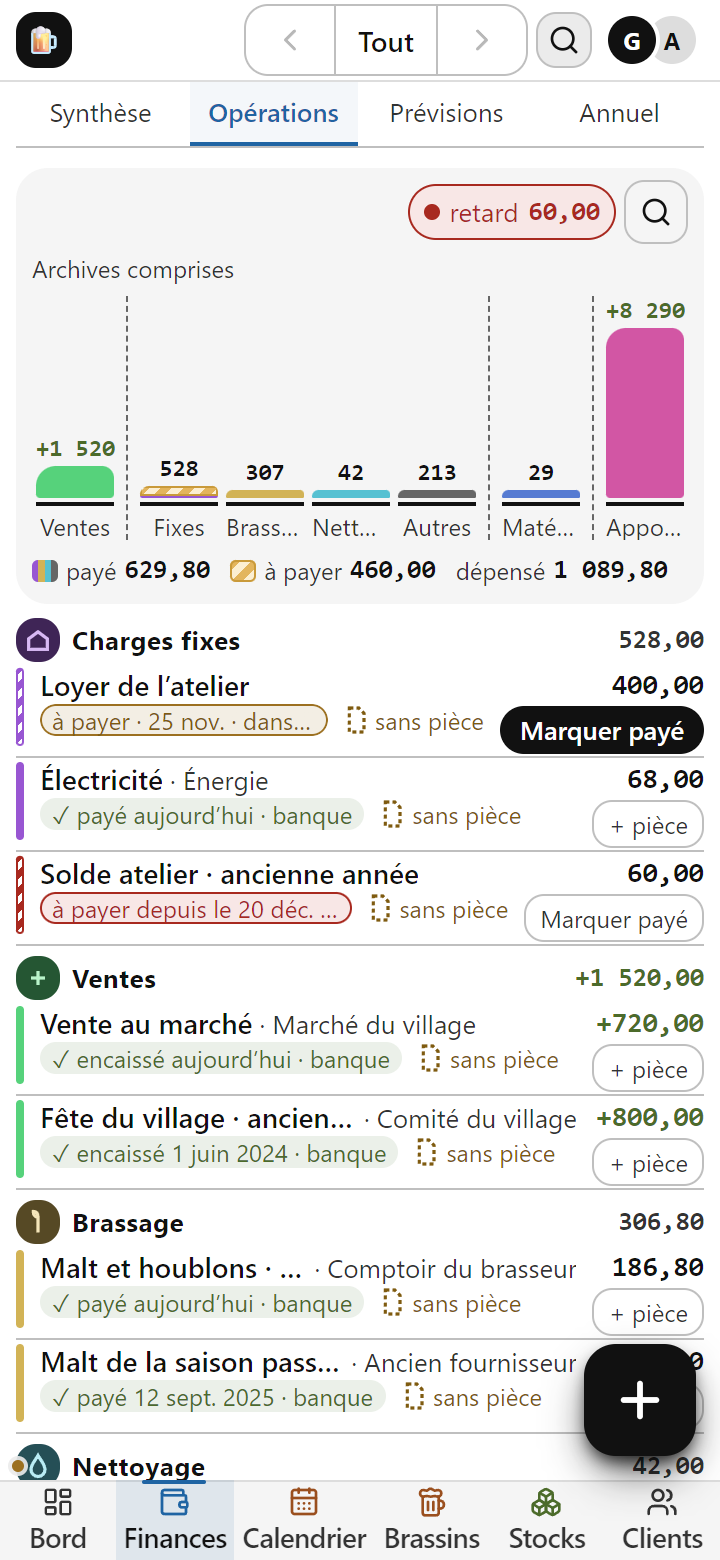 Tout
G A
Synthèse Opérations Prévisions Annuel
retard 60,00
Archives comprises
+1 520 528 307 42 213 29 +8 290
Ventes Fixes Brass... Nett... Autres Maté... Appo...
payé 629,80 à payer 460,00 dépensé 1 089,80
Charges fixes 528,00
Loyer de l’atelier 400,00
à payer · 25 nov. · dans... sans pièce Marquer payé
Électricité · Énergie 68,00
✓ payé aujourd’hui · banque sans pièce + pièce
Solde atelier · ancienne année 60,00
à payer depuis le 20 déc. ... sans pièce Marquer payé
Ventes +1 520,00
Vente au marché · Marché du village +720,00
✓ encaissé aujourd’hui · banque sans pièce + pièce
Fête du village · ancien... · Comité du village +800,00
✓ encaissé 1 juin 2024 · banque sans pièce + pièce
Brassage 306,80
Malt et houblons · ... · Comptoir du brasseur 186,80
✓ payé aujourd’hui · banque sans pièce + pièce
Malt de la saison pass... · Ancien fournisseur
✓ payé 12 sept. 2025 · banque sans pièce
Nettoyage 42,00
Bord Finances Calendrier Brassins Stocks Clients